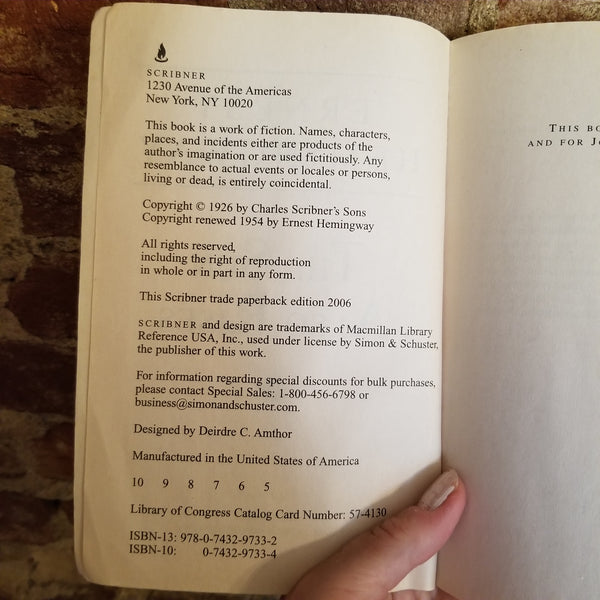 SCRIBNER
1230 Avenue of the Americas
New York, NY 10020
This book is a work of fiction. Names, characters,
places, and incidents either are products of the
author's imagination or are used fictitiously. Any
resemblance to actual events or locales or persons,
living or dead, is entirely coincidental.
Copyright © 1926 by Charles Scribner's Sons
Copyright renewed 1954 by Ernest Hemingway
All rights reserved,
including the right of reproduction
in whole or in part in any form.
This Scribner trade paperback edition 2006
SCRIBNER and design are trademarks of Macmillan Library
Reference USA, Inc., used under license by Simon & Schuster,
the publisher of this work.
For information regarding special discounts for bulk purchases,
please contact Special Sales: 1-800-456-6798 or
business@simonandschuster.com.
Designed by Deirdre C. Amthor
Manufactured in the United States of America
10 9 8 7 6 5
Library of Congress Catalog Card Number: 57-4130
ISBN-13: 978-0-7432-9733-2
ISBN-10: 0-7432-9733-4
THIS
AND FOR